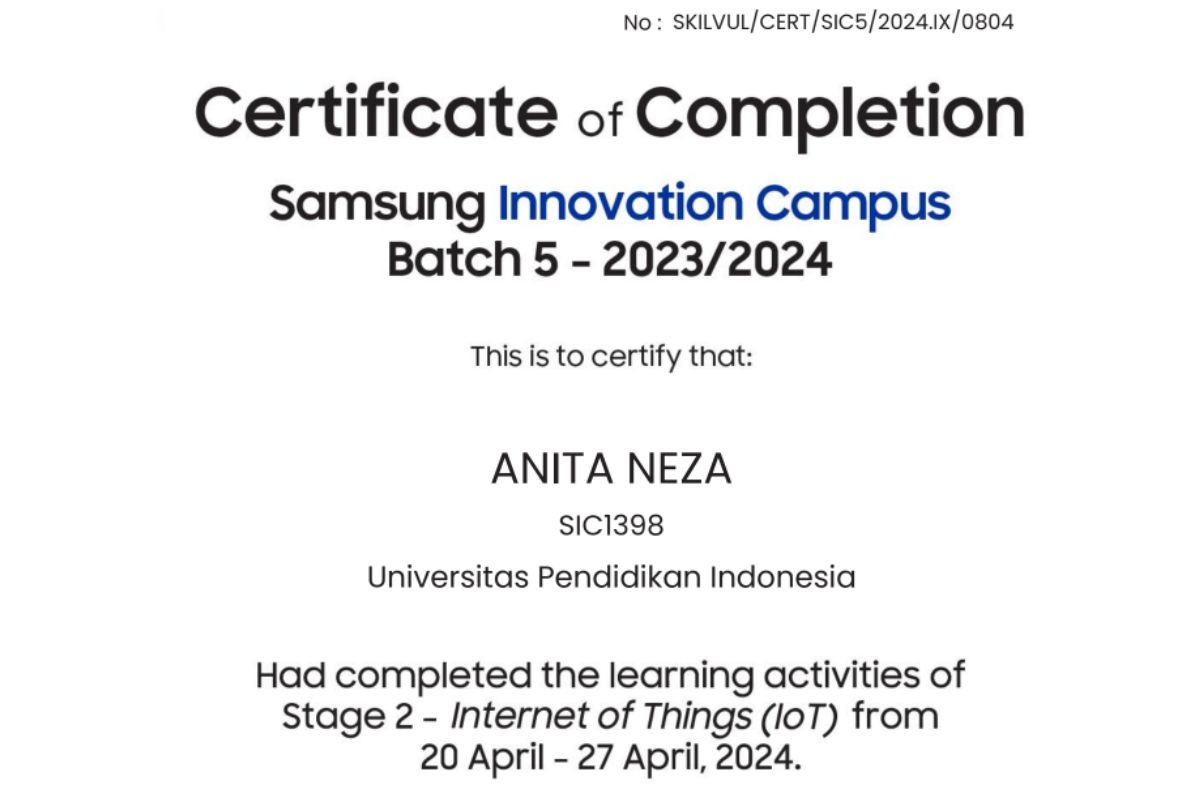 No : SKILVUL/CERT/SIC5/2024.IX/0804
Certificate of Completion
Samsung Innovation Campus
Batch 5 - 2023/2024
This is to certify that:
ANITA NEZA
SIC1398
Universitas Pendidikan Indonesia
Had completed the learning activities of
Stage 2 - Internet of Things (IoT) from
20 April - 27 April, 2024.